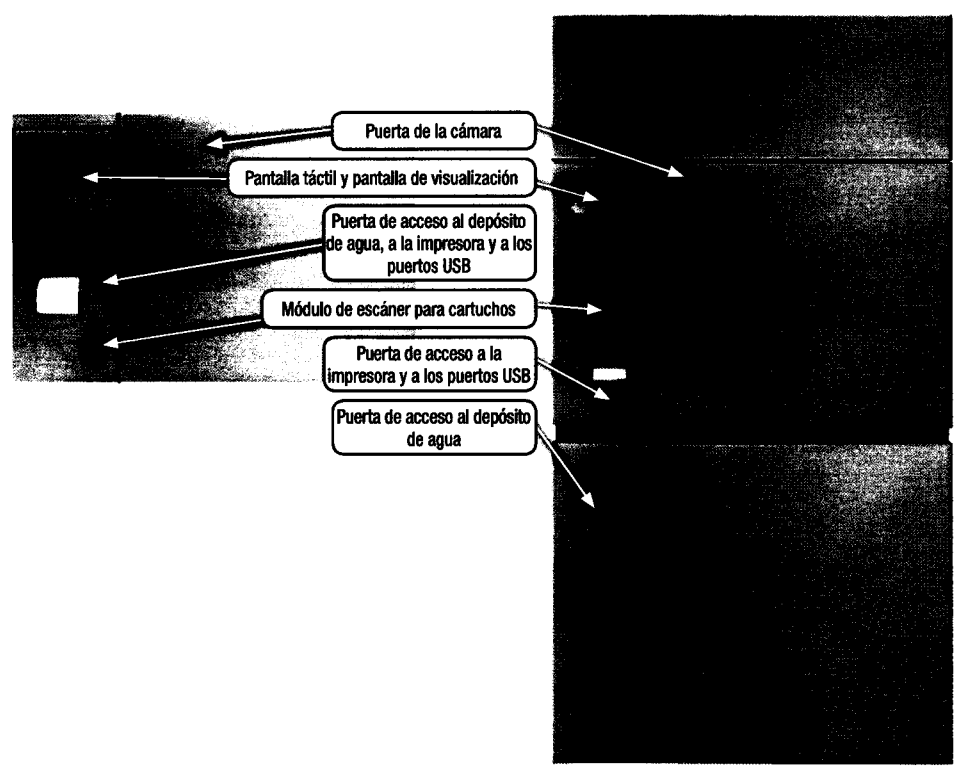 Puerta de la cámara
Pantalla táctil y pantalla de visualización
Puerta de acceso al depósito
de agua, a la impresora y a los
puertos USB
Módulo de escáner para cartuchos
Puerta de acceso a la
impresora y a los puertos USB
Puerta de acceso al depósito
de agua